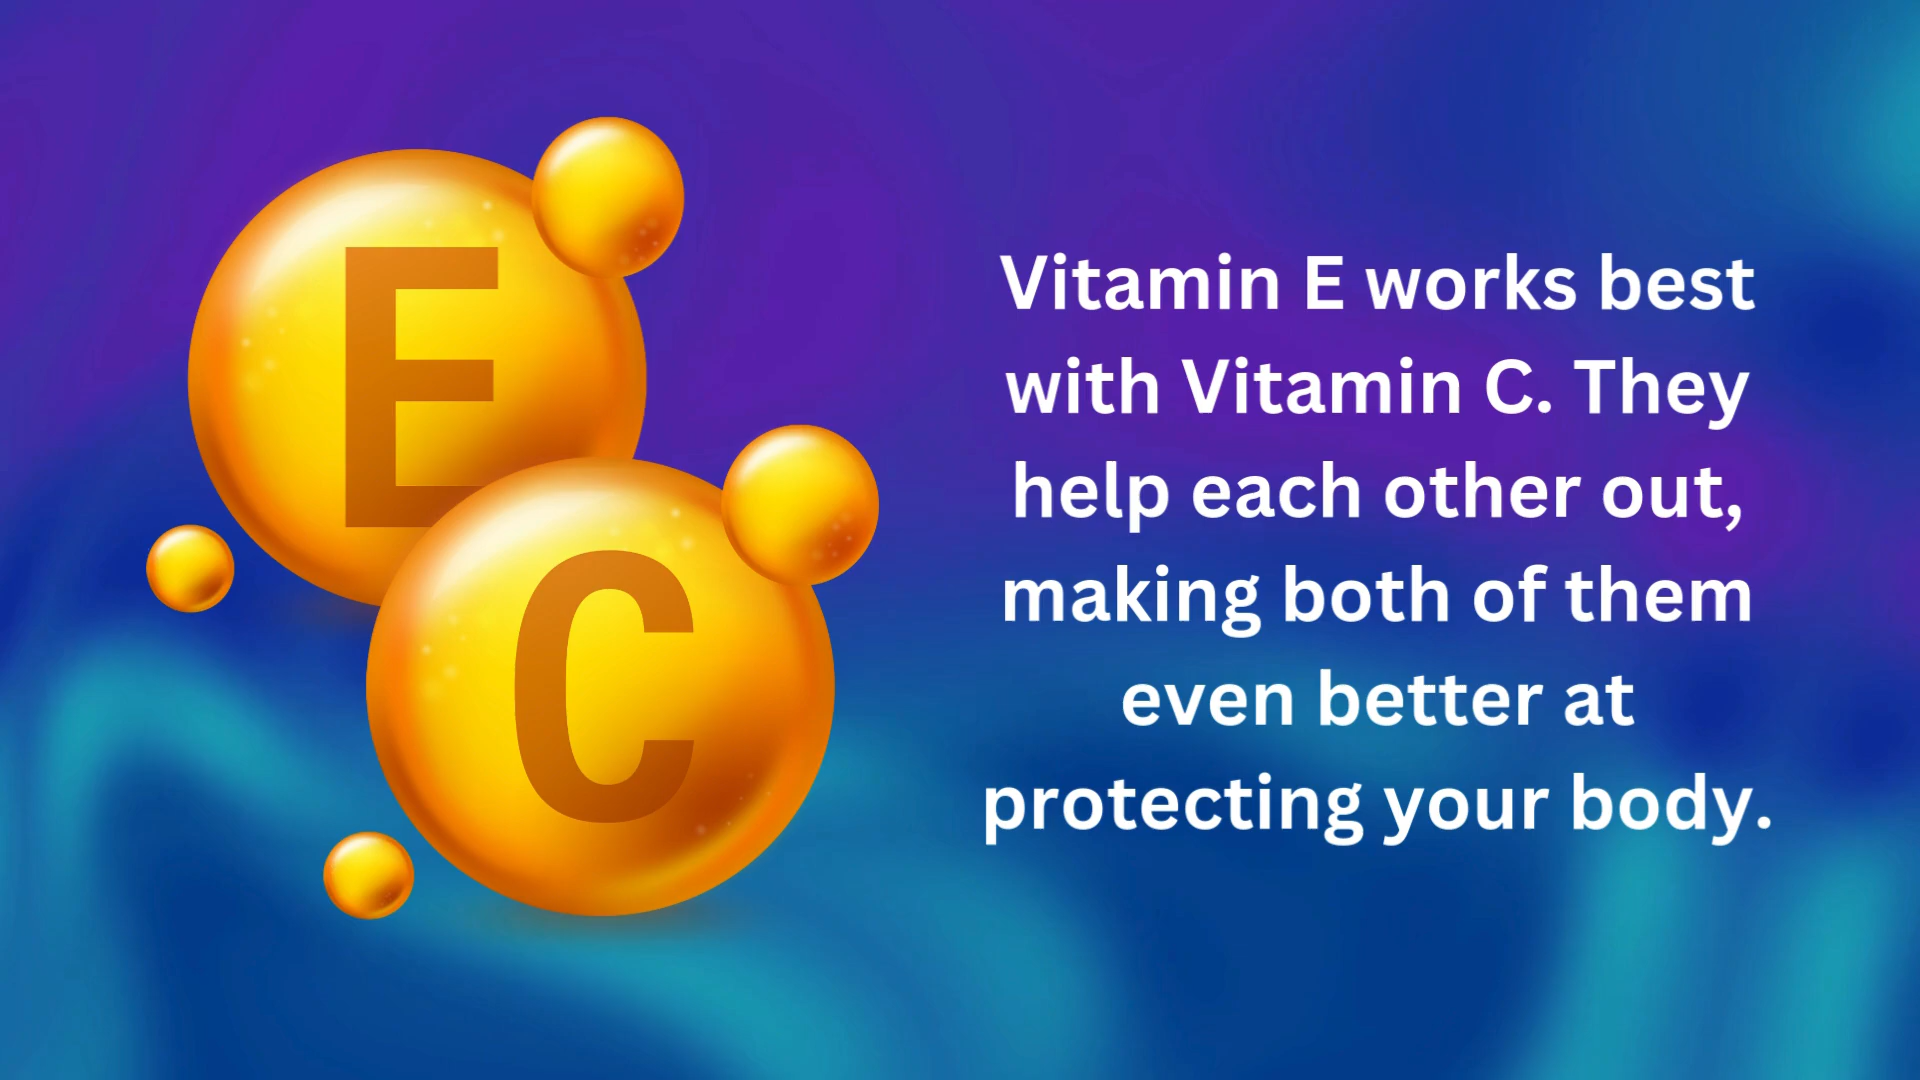 E
C
Vitamin E works best
with Vitamin C. They
help each other out,
making both of them
even better at
protecting your body.